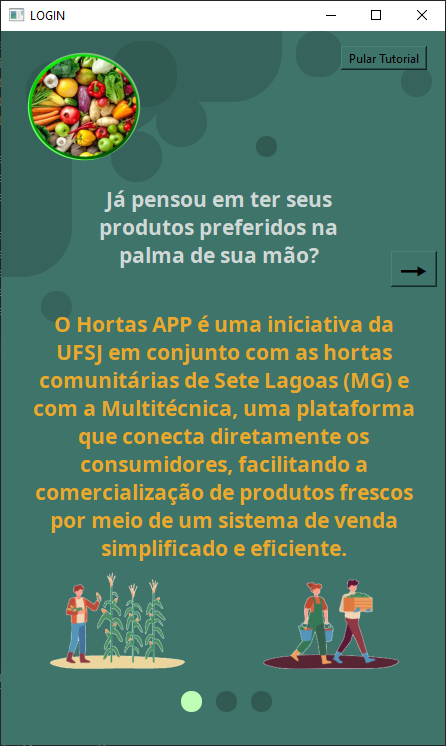 LOGIN
Pular Tutorial
Já pensou em ter seus
produtos preferidos na
palma de sua mão?
O Hortas APP é uma iniciativa da
UFSJ em conjunto com as hortas
comunitárias de Sete Lagoas (MG) e
com a Multitécnica, uma plataforma
que conecta diretamente os
consumidores, facilitando a
comercialização de produtos frescos
por meio de um sistema de venda
simplificado e eficiente.